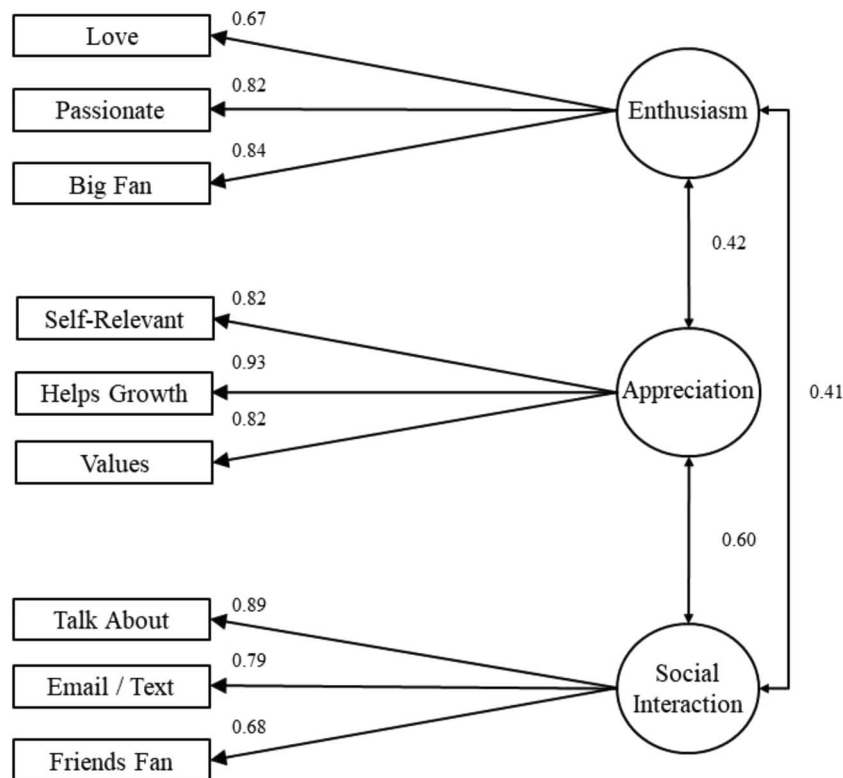 0.67
Love
0.82
Passionate
Enthusiasm
0.84
Big Fan
0.42
0.82
Self-Relevant
0.93
Helps Growth
Appreciation
0.41
0.82
Values
0.60
0.89
Talk About
0.79
Email / Text
Social
Interaction
0.68
Friends Fan